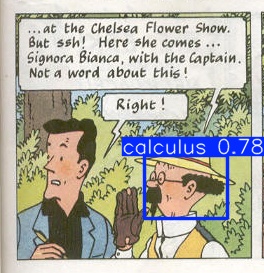 ...at the Chelsea Flower Show.
But ssh! Here she comes...
Signora Bianca, with the Captain.
Not a word about this!
Right!
calculus 0.78